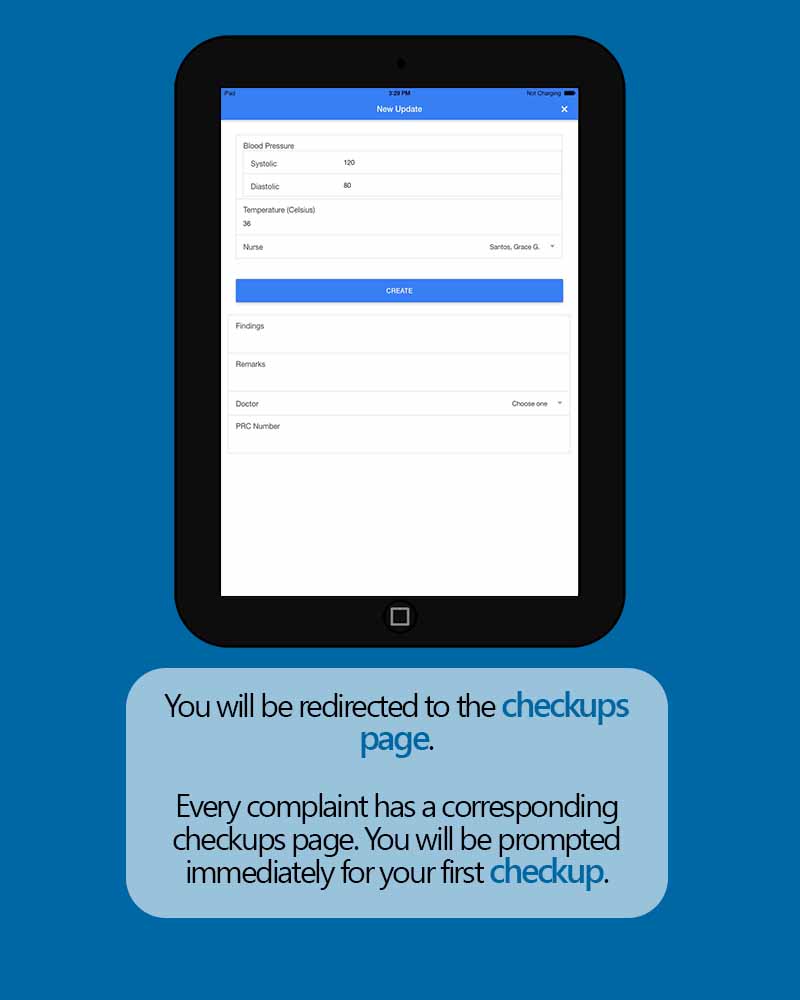 iPad 3:29 PM Not Charging
New Update ×
Blood Pressure
Systolic 120
Diastolic 80
Temperature (Celsius)
36
Nurse Santos, Grace G.
CREATE
Findings
Remarks
Doctor Choose one
PRC Number
You will be redirected to the checkups
page.
Every complaint has a corresponding
checkups page. You will be prompted
immediately for your first checkup.